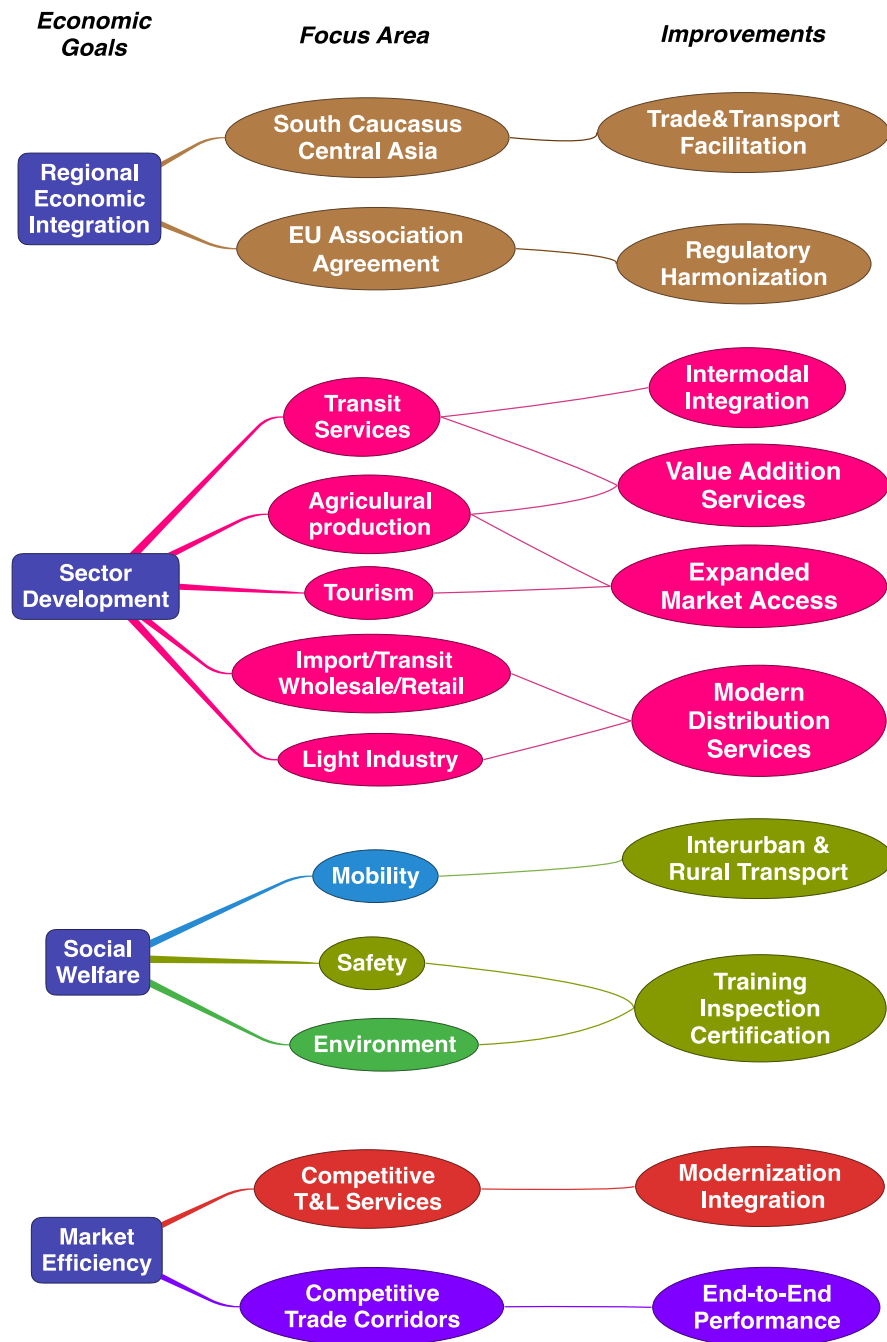 Economic
Goals
Focus Area
Improvements
Regional
Economic
Integration
South Caucasus
Central Asia
Trade&Transport
Facilitation
EU Association
Agreement
Regulatory
Harmonization
Sector
Development
Transit
Services
Intermodal
Integration
Agriculural
production
Value Addition
Services
Tourism
Expanded
Market Access
Import/Transit
Wholesale/Retail
Light Industry
Modern
Distribution
Services
Social
Welfare
Mobility
Interurban &
Rural Transport
Safety
Environment
Training
Inspection
Certification
Market
Efficiency
Competitive
T&L Services
Modernization
Integration
Competitive
Trade Corridors
End-to-End
Performance